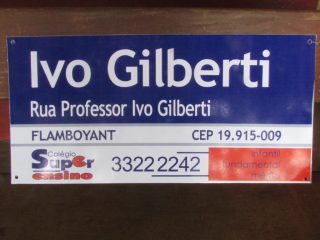 Ivo Gilberti
Rua Professor Ivo Gilberti
FLAMBOYANT CEP 19.915-009
Colégio
Super
ensino
3322 2242
infantil
fundamental
médio